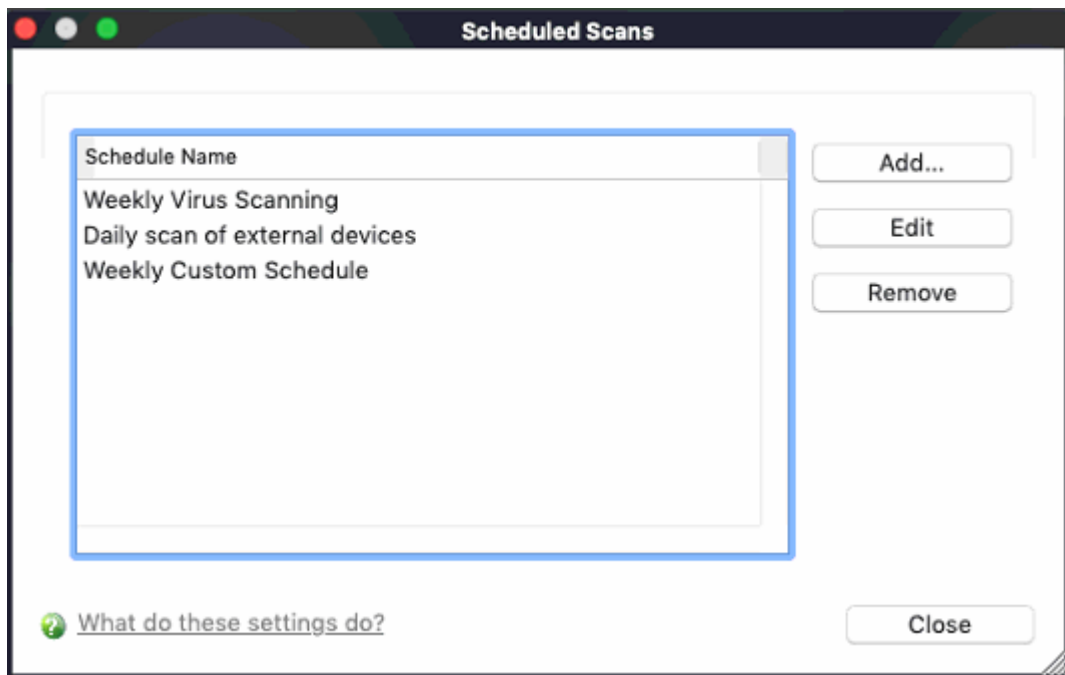 Scheduled Scans
Schedule Name
Weekly Virus Scanning
Daily scan of external devices
Weekly Custom Schedule
Add...
Edit
Remove
What do these settings do?
Close